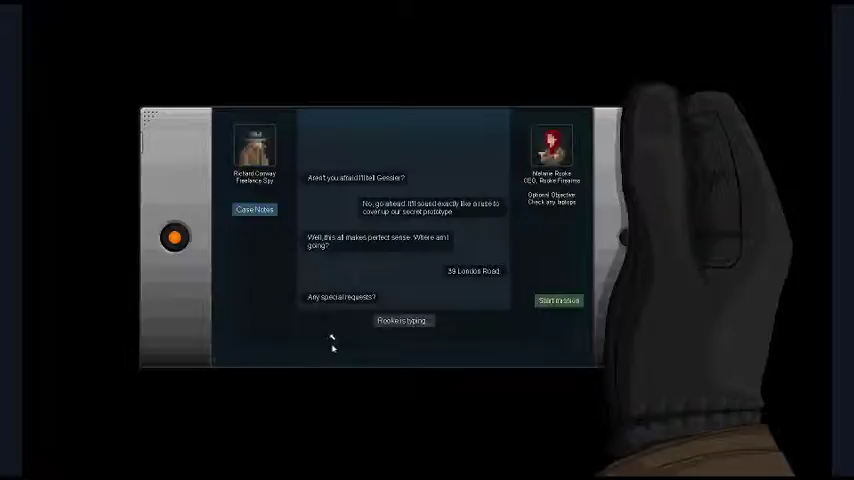 Richard Conway
Freelance Spy
Case Notes
Aren't you afraid I'll tell Gessler?
No, go ahead. It'll sound exactly like a ruse to
cover up our secret prototype.
Well, this all makes perfect sense. Where am I
going?
39 London Road.
Any special requests?
Rooke is typing...
Melanie Rooke
CEO, Rooke Firearms
Optional Objective
Check any laptops
Start mission